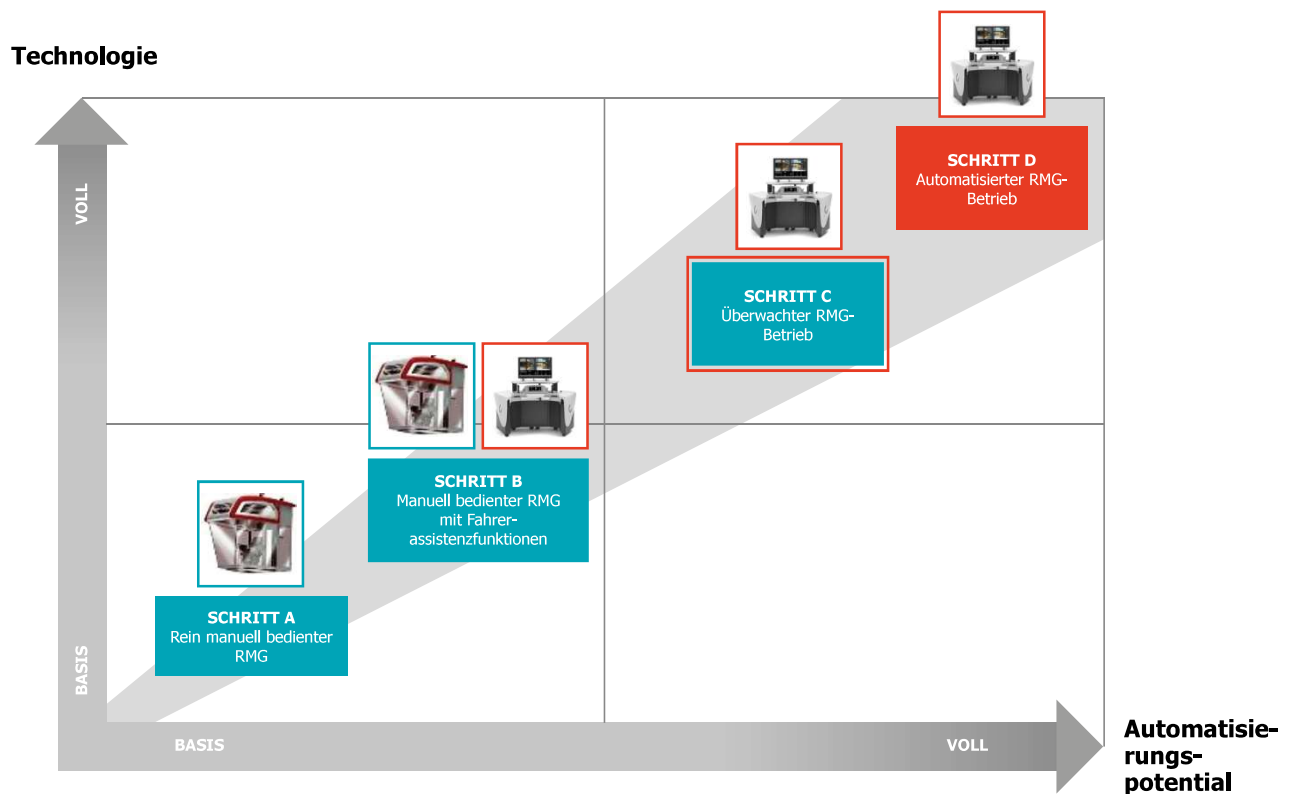 Technologie
VOLL
BASIS
SCHRITT D
Automatisierter RMG-
Betrieb
SCHRITT C
Überwachter RMG-
Betrieb
SCHRITT B
Manuell bedienter RMG
mit Fahrer-
assistenzfunktionen
SCHRITT A
Rein manuell bedienter
RMG
BASIS
VOLL
Automatisie-
rungs-
potential